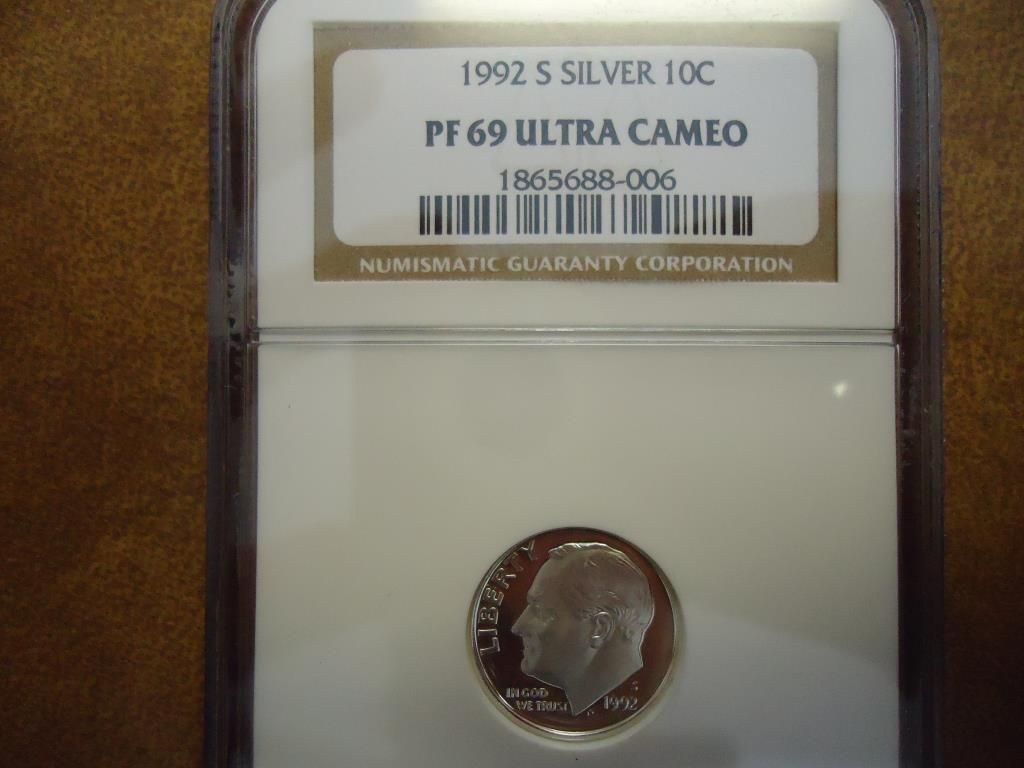 1992 S SILVER 10C
PF 69 ULTRA CAMEO
1865688-006
NUMISMATIC GUARANTY CORPORATION
LIBERTY
IN GOD
WE TRUST
S
1992